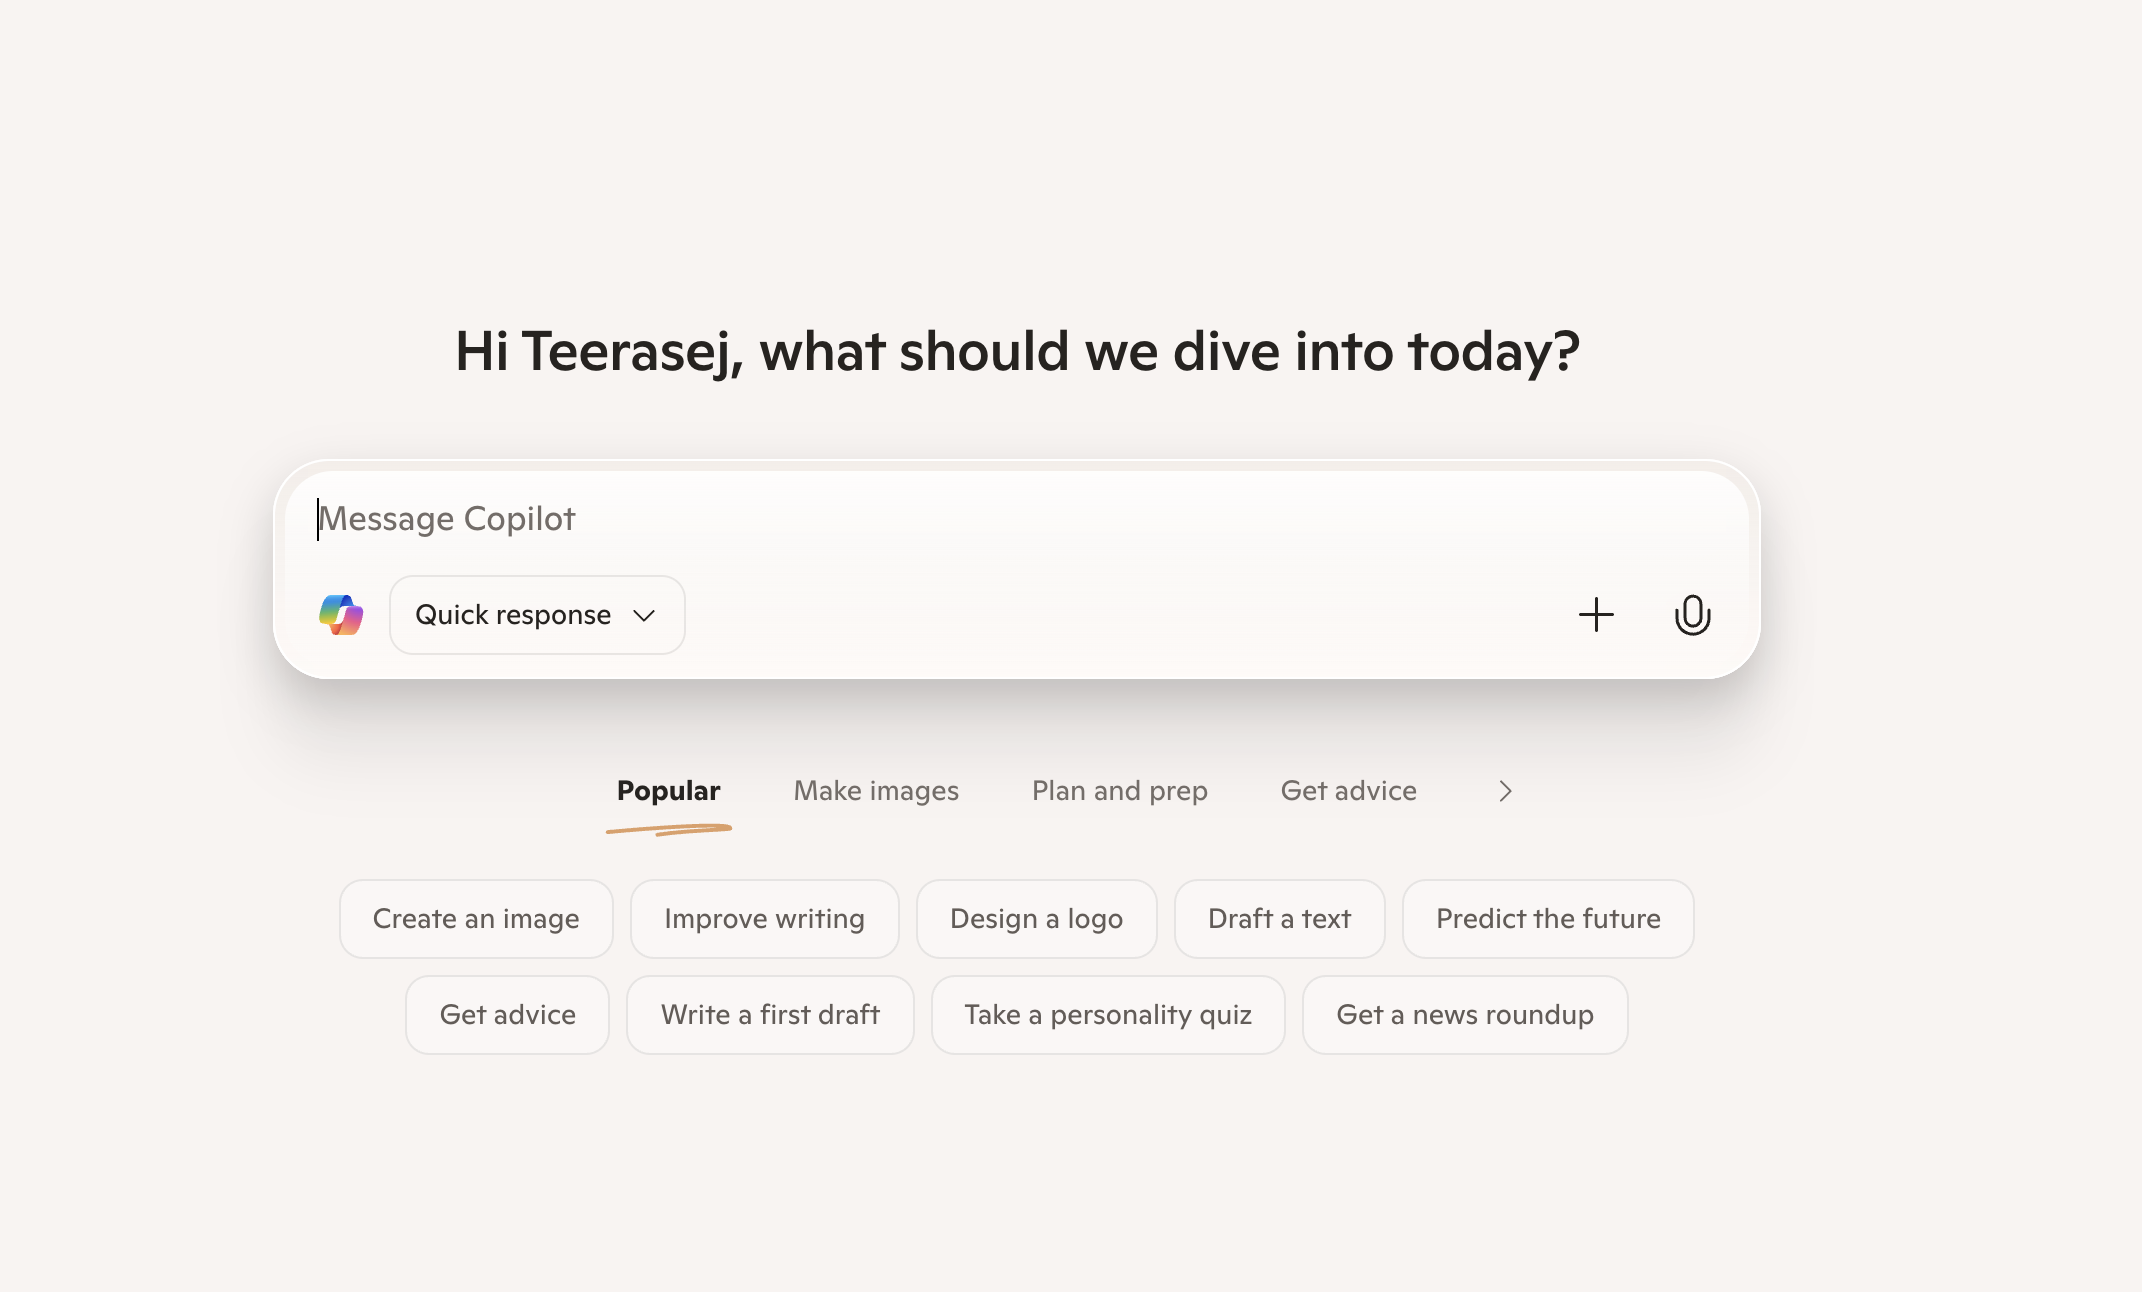 Hi Teerasej, what should we dive into today?
Message Copilot
Quick response
Popular Make images Plan and prep Get advice
Create an image Improve writing Design a logo Draft a text Predict the future
Get advice Write a first draft Take a personality quiz Get a news roundup